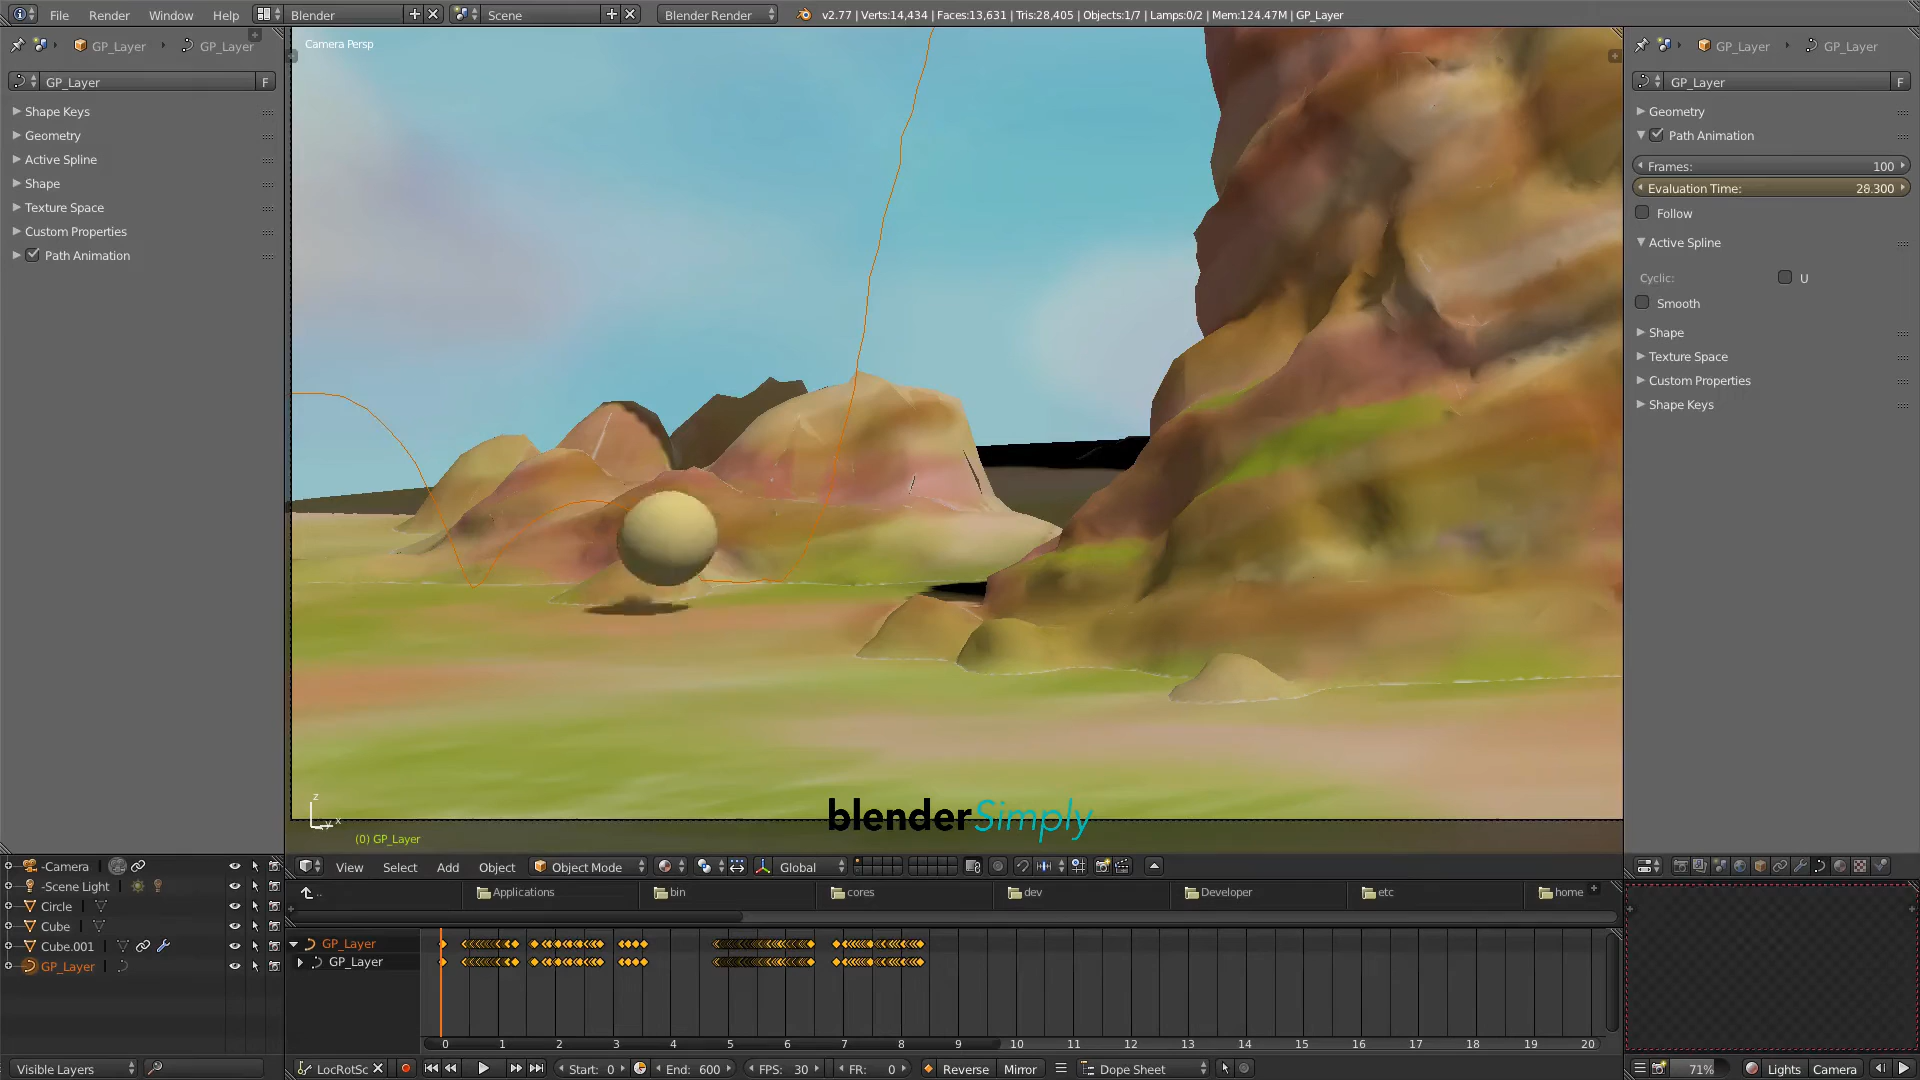 File Render Window Help Blender Scene Blender Render v2.77 | Verts:14,434 | Faces:13,631 | Tris:28,405 | Objects:1/7 | Lamps:0/2 | Mem:124.47M | GP_Layer
GP_Layer GP_Layer
GP_Layer F
Shape Keys
Geometry
Active Spline
Shape
Texture Space
Custom Properties
Path Animation
Camera Persp
GP_Layer GP_Layer
GP_Layer F
Geometry
Path Animation
Frames: 100
Evaluation Time: 28.300
Follow
Active Spline
Cyclic: U
Smooth
Shape
Texture Space
Custom Properties
Shape Keys
z
y x
blenderSimply
(0) GP_Layer
-Camera
-Scene Light
Circle
Cube
Cube.001
GP_Layer
View Select Add Object Object Mode Global
.. Applications bin cores dev Developer etc home
GP_Layer
GP_Layer
0 1 2 3 4 5 6 7 8 9 10 11 12 13 14 15 16 17 18 19 20
Visible Layers LocRotSc Start: 0 End: 600 FPS: 30 FR: 0 Reverse Mirror Dope Sheet 71% Lights Camera